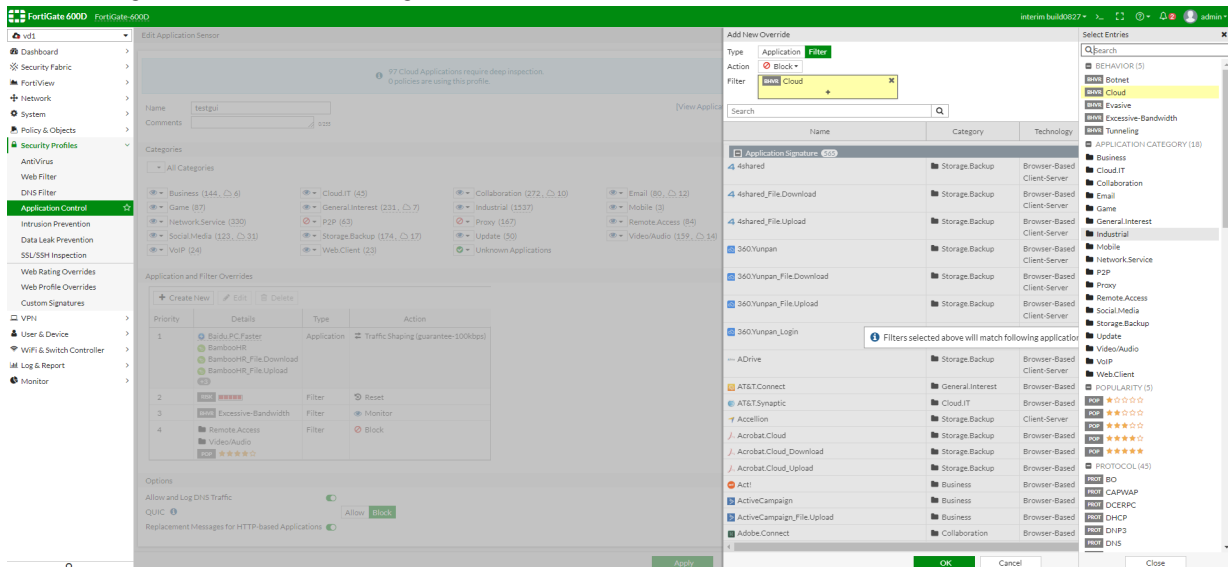 FortiGate 600D FortiGate-600D
interim build0827 >_ 2 admin
vd1
Dashboard
Security Fabric
FortiView
Network
System
Policy & Objects
Security Profiles
AntiVirus
Web Filter
DNS Filter
Application Control
Intrusion Prevention
Data Leak Prevention
SSL/SSH Inspection
Web Rating Overrides
Web Profile Overrides
Custom Signatures
VPN
User & Device
WiFi & Switch Controller
Log & Report
Monitor
Edit Application Sensor
97 Cloud Applications require deep inspection.
0 policies are using this profile.
Name testgui
[View Applica
Comments
Categories
All Categories
Business (144, 6) Cloud.IT (45) Collaboration (272, 10) Email (80, 12)
Game (87) General.Interest (231, 7) Industrial (1537) Mobile (3)
Network.Service (330) P2P (63) Proxy (167) Remote.Access (84)
Social.Media (123, 31) Storage.Backup (174, 17) Update (50) Video/Audio (159, 14)
VoIP (24) Web.Client (23) Unknown Applications
Application and Filter Overrides
+ Create New Edit Delete
Priority Details Type Action
1 Baidu.PC.Faster Application Traffic Shaping (guarantee-100kbps)
BambooHR
BambooHR_File.Download
BambooHR_File.Upload
2 Filter Reset
3 BHVR Excessive-Bandwidth Filter Monitor
4 Remote.Access Filter Block
Video/Audio
POP
Options
Allow and Log DNS Traffic
QUIC Allow Block
Replacement Messages for HTTP-based Applications
Apply
Add New Override
Type Application Filter
Action Block
Filter BHVR Cloud
+
Search
Name Category Technology
Application Signature 565
4shared Storage.Backup Browser-Based
Client-Server
4shared_File.Download Storage.Backup Browser-Based
Client-Server
4shared_File.Upload Storage.Backup Browser-Based
Client-Server
360.Yunpan Storage.Backup Browser-Based
Client-Server
360.Yunpan_File.Download Storage.Backup Browser-Based
Client-Server
360.Yunpan_File.Upload Storage.Backup Browser-Based
Client-Server
360.Yunpan_Login
Filters selected above will match following application
ADrive Storage.Backup Browser-Based
Client-Server
AT&T.Connect General.Interest Browser-Based
AT&T.Synaptic Cloud.IT Browser-Based
Accellion Storage.Backup Client-Server
Acrobat.Cloud Storage.Backup Browser-Based
Acrobat.Cloud_Download Storage.Backup Browser-Based
Acrobat.Cloud_Upload Storage.Backup Browser-Based
Act! Business Browser-Based
ActiveCampaign Business Browser-Based
ActiveCampaign_File.Upload Business Browser-Based
Adobe.Connect Collaboration Browser-Based
OK Cancel
Select Entries
Search
BEHAVIOR (5)
BHVR Botnet
BHVR Cloud
BHVR Evasive
BHVR Excessive-Bandwidth
BHVR Tunneling
APPLICATION CATEGORY (18)
Business
Cloud.IT
Collaboration
Email
Game
General.Interest
Industrial
Mobile
Network.Service
P2P
Proxy
Remote.Access
Social.Media
Storage.Backup
Update
Video/Audio
VoIP
Web.Client
POPULARITY (5)
POP
POP
POP
POP
POP
PROTOCOL (45)
PROT BO
PROT CAPWAP
PROT DCERPC
PROT DHCP
PROT DNP3
PROT DNS
Close